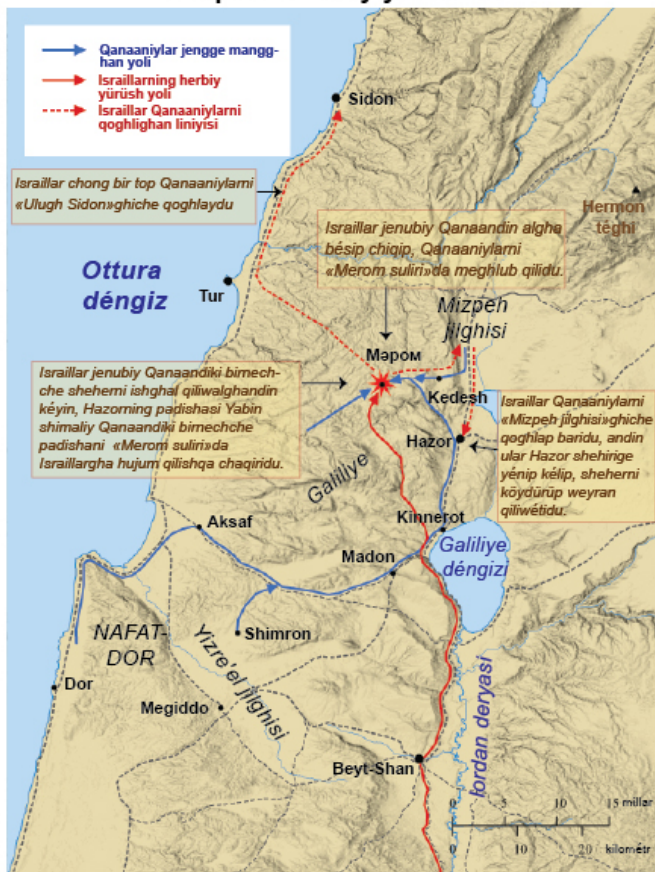 Qanaaniylar jengge mangg-
han yoli
Israillarning herbiy
yürüsh yoli
Israillar Qanaaniylarni
qoghlighan liniyisi
Sidon
Israillar chong bir top Qanaaniylarni
«Ulugh Sidon»ghiche qoghlaydu
Hermon
téghi
Israillar jenubiy Qanaandin algha
bésip chiqip, Qanaaniylarni
«Merom suliri»da meghlub qilidu.
Ottura
déngiz
Tur
Mizpeh
jilghisi
Мəром
Kedesh
Israillar jenubiy Qanaandiki birnech-
che sheherni ishghal qiliwalghandin
kéyin, Hazorning padishasi Yabin
shimaliy Qanaandiki birnechche
padishani «Merom suliri»da
Israillargha hujum qilishqa chaqiridu.
Israillar Qanaaniylarni
«Mizpeh jilghisi»ghiche
qoghlap baridu, andin
ular Hazor shehirige
yénip kélip, sheherni
köydürüp weyran
qiliwétidu.
Hazor
Galiliye
Kinnerot
Aksaf
Madon
Galiliye
déngizi
NAFAT-
DOR
Shimron
Yizre'el jilghisi
Dor
Megiddo
Beyt-Shan
Iordan deryasi
0 5 10 15 millar
0 10 20 kilométr